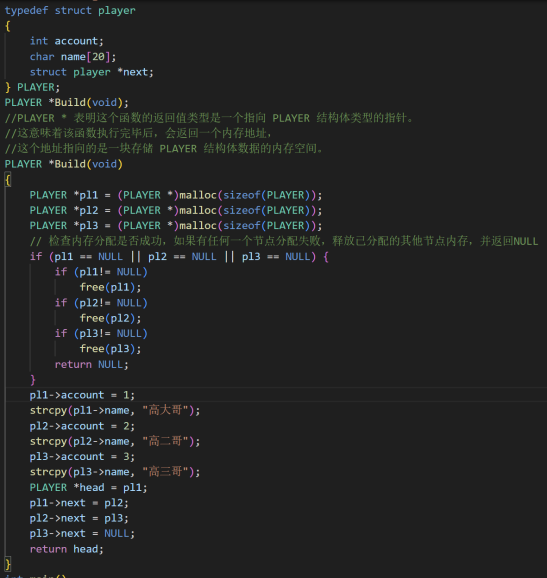 typedef struct player
{
    int account;
    char name[20];
    struct player *next;
} PLAYER;
PLAYER *Build(void);
//PLAYER * 表明这个函数的返回值类型是一个指向 PLAYER 结构体类型的指针。
//这意味着该函数执行完毕后，会返回一个内存地址，
//这个地址指向的是一块存储 PLAYER 结构体数据的内存空间。
PLAYER *Build(void)
{
    PLAYER *pl1 = (PLAYER *)malloc(sizeof(PLAYER));
    PLAYER *pl2 = (PLAYER *)malloc(sizeof(PLAYER));
    PLAYER *pl3 = (PLAYER *)malloc(sizeof(PLAYER));
    // 检查内存分配是否成功，如果有任何一个节点分配失败，释放已分配的其他节点内存，并返回NULL
    if (pl1 == NULL || pl2 == NULL || pl3 == NULL) {
        if (pl1!= NULL)
            free(pl1);
        if (pl2!= NULL)
            free(pl2);
        if (pl3!= NULL)
            free(pl3);
        return NULL;
    }
    pl1->account = 1;
    strcpy(pl1->name, "高大哥");
    pl2->account = 2;
    strcpy(pl2->name, "高二哥");
    pl3->account = 3;
    strcpy(pl3->name, "高三哥");
    PLAYER *head = pl1;
    pl1->next = pl2;
    pl2->next = pl3;
    pl3->next = NULL;
    return head;
}